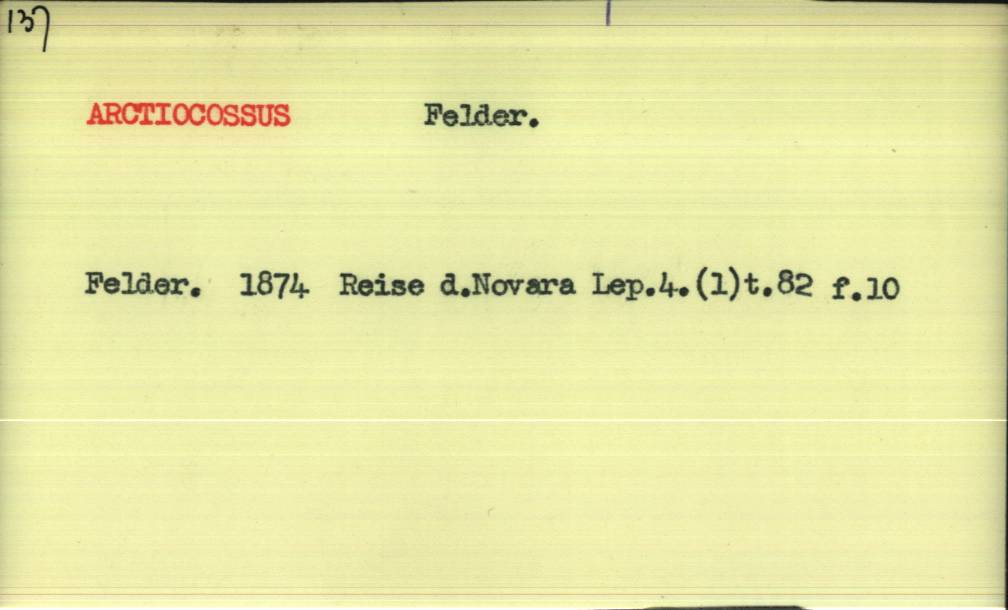 137
ARCTIOCOSSUS Felder.
Felder. 1874 Reise d.Novara Lep.4.(1)t.82 f.10